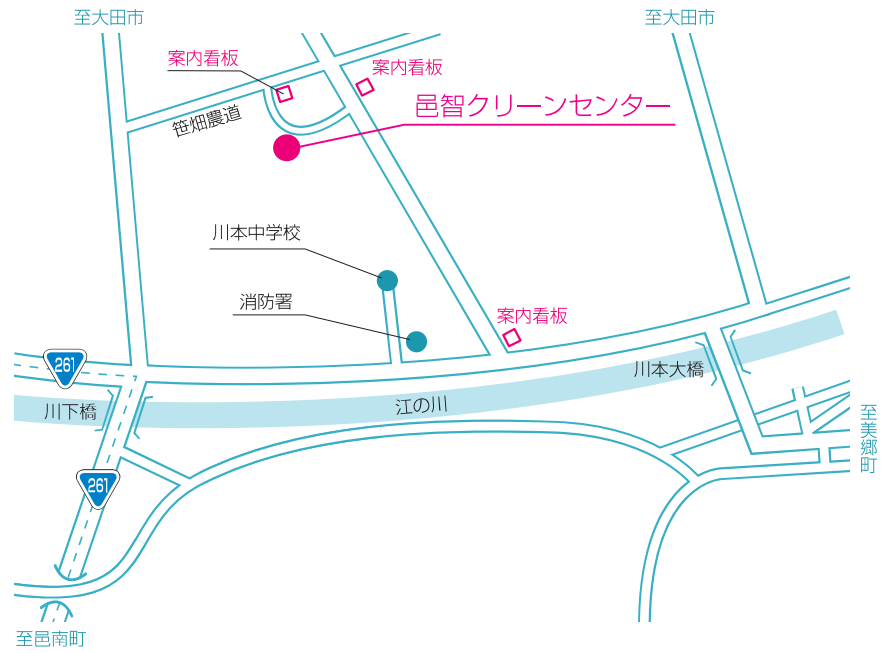 至大田市
至大田市
案内看板
案内看板
邑智クリーンセンター
笹畑農道
川本中学校
消防署
案内看板
261
川本大橋
川下橋
江の川
至美郷町
261
至邑南町